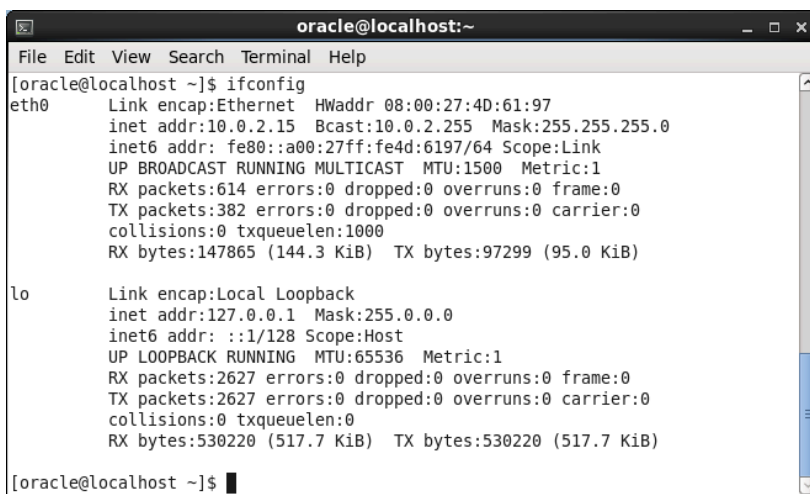 oracle@localhost:~
File Edit View Search Terminal Help
[oracle@localhost ~]$ ifconfig
eth0      Link encap:Ethernet  HWaddr 08:00:27:4D:61:97
          inet addr:10.0.2.15  Bcast:10.0.2.255  Mask:255.255.255.0
          inet6 addr: fe80::a00:27ff:fe4d:6197/64 Scope:Link
          UP BROADCAST RUNNING MULTICAST  MTU:1500  Metric:1
          RX packets:614 errors:0 dropped:0 overruns:0 frame:0
          TX packets:382 errors:0 dropped:0 overruns:0 carrier:0
          collisions:0 txqueuelen:1000
          RX bytes:147865 (144.3 KiB)  TX bytes:97299 (95.0 KiB)

lo        Link encap:Local Loopback
          inet addr:127.0.0.1  Mask:255.0.0.0
          inet6 addr: ::1/128 Scope:Host
          UP LOOPBACK RUNNING  MTU:65536  Metric:1
          RX packets:2627 errors:0 dropped:0 overruns:0 frame:0
          TX packets:2627 errors:0 dropped:0 overruns:0 carrier:0
          collisions:0 txqueuelen:0
          RX bytes:530220 (517.7 KiB)  TX bytes:530220 (517.7 KiB)

[oracle@localhost ~]$